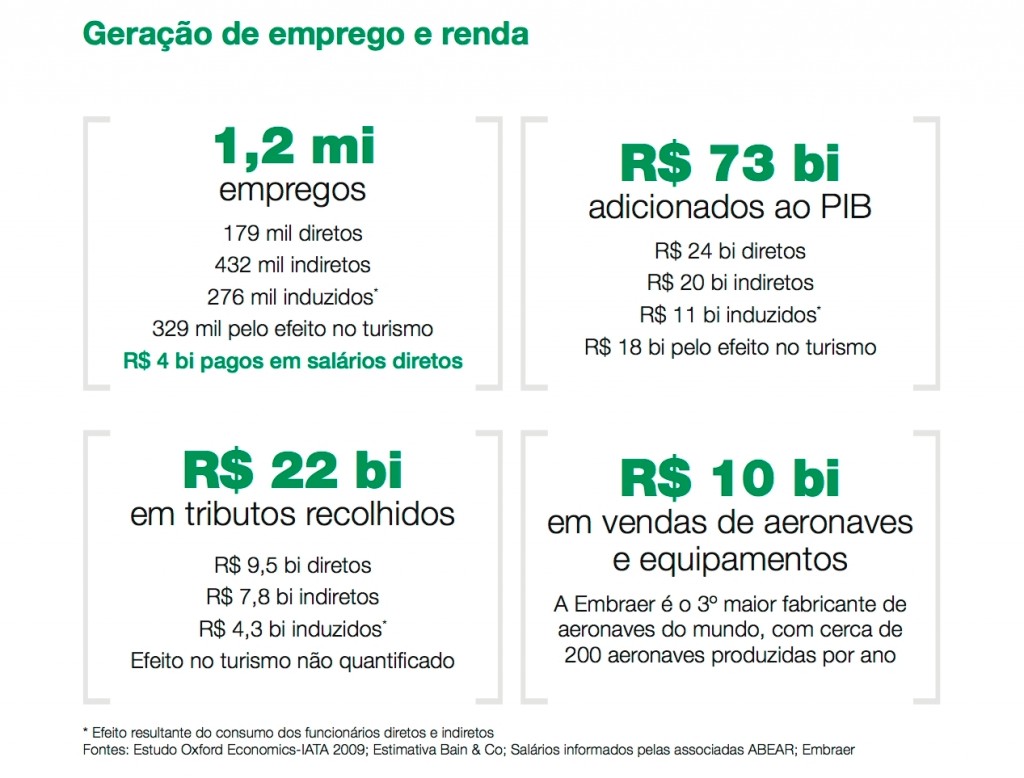 Geração de emprego e renda
1,2 mi
empregos
179 mil diretos
432 mil indiretos
276 mil induzidos*
329 mil pelo efeito no turismo
R$ 4 bi pagos em salários diretos
R$ 73 bi
adicionados ao PIB
R$ 24 bi diretos
R$ 20 bi indiretos
R$ 11 bi induzidos*
R$ 18 bi pelo efeito no turismo
R$ 22 bi
em tributos recolhidos
R$ 9,5 bi diretos
R$ 7,8 bi indiretos
R$ 4,3 bi induzidos*
Efeito no turismo não quantificado
R$ 10 bi
em vendas de aeronaves
e equipamentos
A Embraer é o 3º maior fabricante de
aeronaves do mundo, com cerca de
200 aeronaves produzidas por ano
* Efeito resultante do consumo dos funcionários diretos e indiretos
Fontes: Estudo Oxford Economics-IATA 2009; Estimativa Bain & Co; Salários informados pelas associadas ABEAR; Embraer